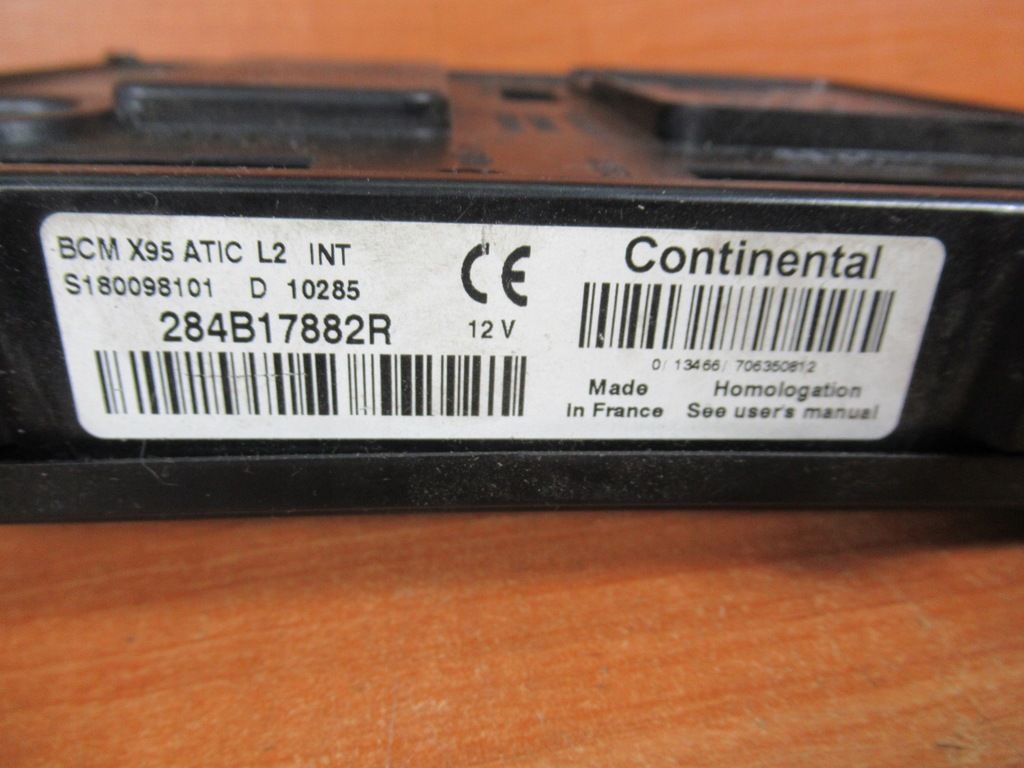 BCM X95 ATIC L2 INT
S180098101 D 10285
284B17882R
CE
12 V
Continental
0/ 13466/ 706350812
Made
In France
Homologation
See user's manual